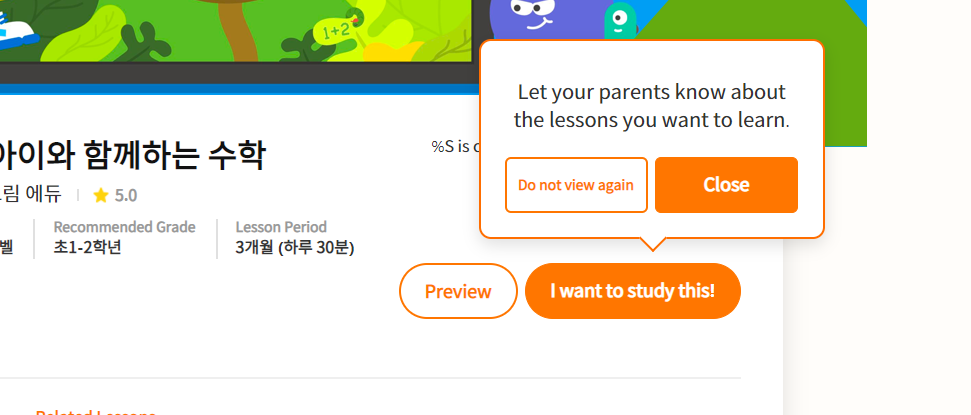 1+2
Let your parents know about
the lessons you want to learn.
Do not view again
Close
아이와 함께하는 수학
%S is
림 에듀
5.0
Recommended Grade
Lesson Period
벨
초1-2학년
3개월 (하루 30분)
Preview
I want to study this!
Related Lessons